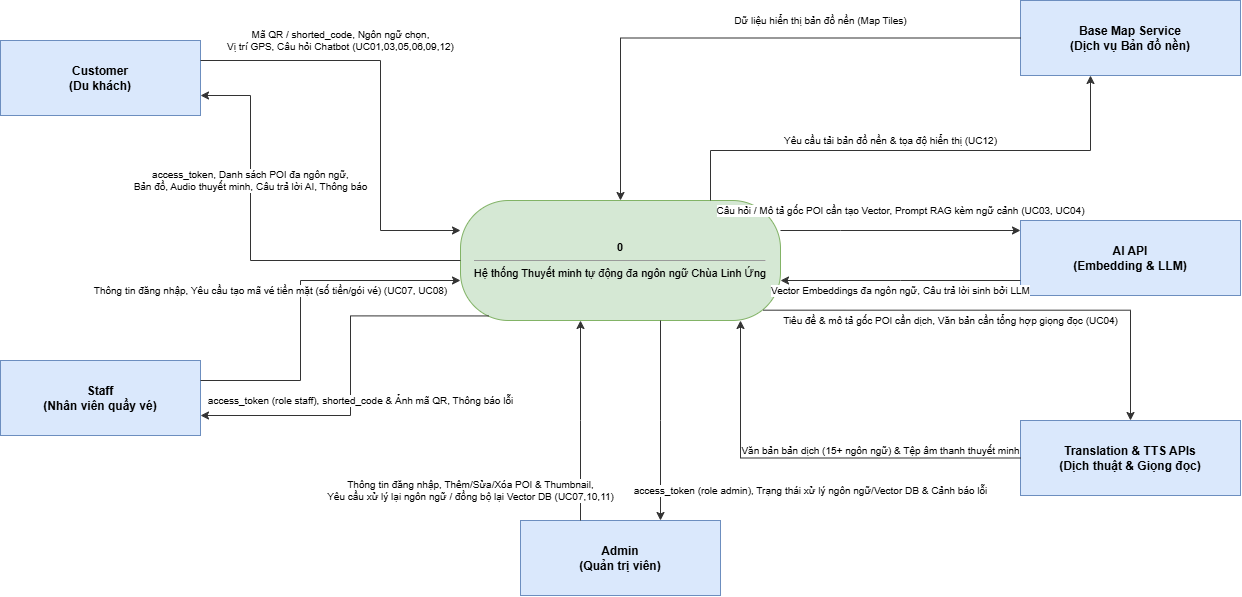 Dữ liệu hiển thị bản đồ nền (Map Tiles)
Base Map Service
(Dịch vụ Bản đồ nền)
Mã QR / shorted_code, Ngôn ngữ chọn,
Vị trí GPS, Câu hỏi Chatbot (UC01,03,05,06,09,12)
Customer
(Du khách)
Yêu cầu tải bản đồ nền & tọa độ hiển thị (UC12)
access_token, Danh sách POI đa ngôn ngữ,
Bản đồ, Audio thuyết minh, Câu trả lời AI, Thông báo
Câu hỏi / Mô tả gốc POI cần tạo Vector, Prompt RAG kèm ngữ cảnh (UC03, UC04)
0
Hệ thống Thuyết minh tự động đa ngôn ngữ Chùa Linh Ứng
AI API
(Embedding & LLM)
Thông tin đăng nhập, Yêu cầu tạo mã vé tiền mặt (số tiền/gói vé) (UC07, UC08)
Vector Embeddings đa ngôn ngữ, Câu trả lời sinh bởi LLM
Tiêu đề & mô tả gốc POI cần dịch, Văn bản cần tổng hợp giọng đọc (UC04)
Staff
(Nhân viên quầy vé)
access_token (role staff), shorted_code & Ảnh mã QR, Thông báo lỗi
Văn bản bản dịch (15+ ngôn ngữ) & Tệp âm thanh thuyết minh
Translation & TTS APIs
(Dịch thuật & Giọng đọc)
Thông tin đăng nhập, Thêm/Sửa/Xóa POI & Thumbnail,
Yêu cầu xử lý lại ngôn ngữ / đồng bộ lại Vector DB (UC07,10,11)
access_token (role admin), Trạng thái xử lý ngôn ngữ/Vector DB & Cảnh báo lỗi
Admin
(Quản trị viên)